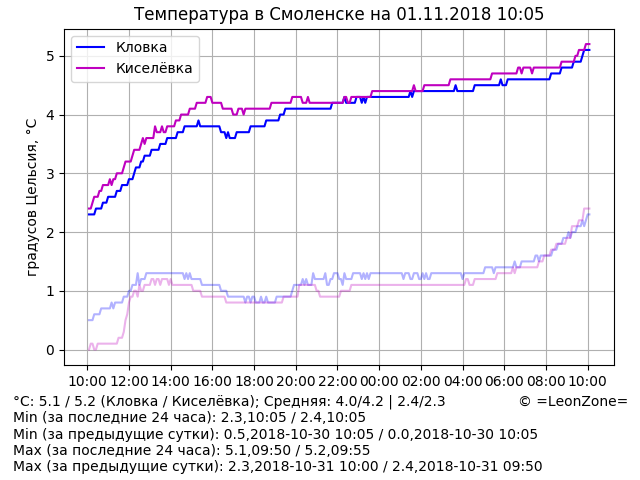 Температура в Смоленске на 01.11.2018 10:05
Кловка
Киселёвка
градусов Цельсия, °C
5
4
3
2
1
0
10:00 12:00 14:00 16:00 18:00 20:00 22:00 00:00 02:00 04:00 06:00 08:00 10:00
°C: 5.1 / 5.2 (Кловка / Киселёвка); Средняя: 4.0/4.2 | 2.4/2.3 © =LeonZone=
Min (за последние 24 часа): 2.3,10:05 / 2.4,10:05
Min (за предыдущие сутки): 0.5,2018-10-30 10:05 / 0.0,2018-10-30 10:05
Max (за последние 24 часа): 5.1,09:50 / 5.2,09:55
Max (за предыдущие сутки): 2.3,2018-10-31 10:00 / 2.4,2018-10-31 09:50